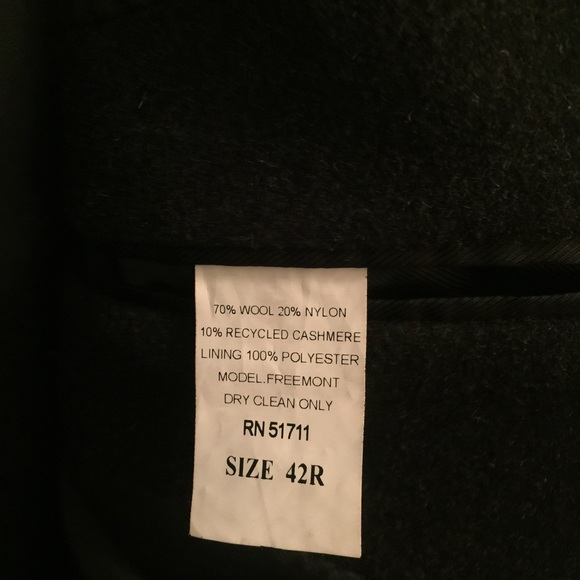 70% WOOL 20% NYLON
10% RECYCLED CASHMERE
LINING 100% POLYESTER
MODEL.FREEMONT
DRY CLEAN ONLY
RN 51711
SIZE 42R